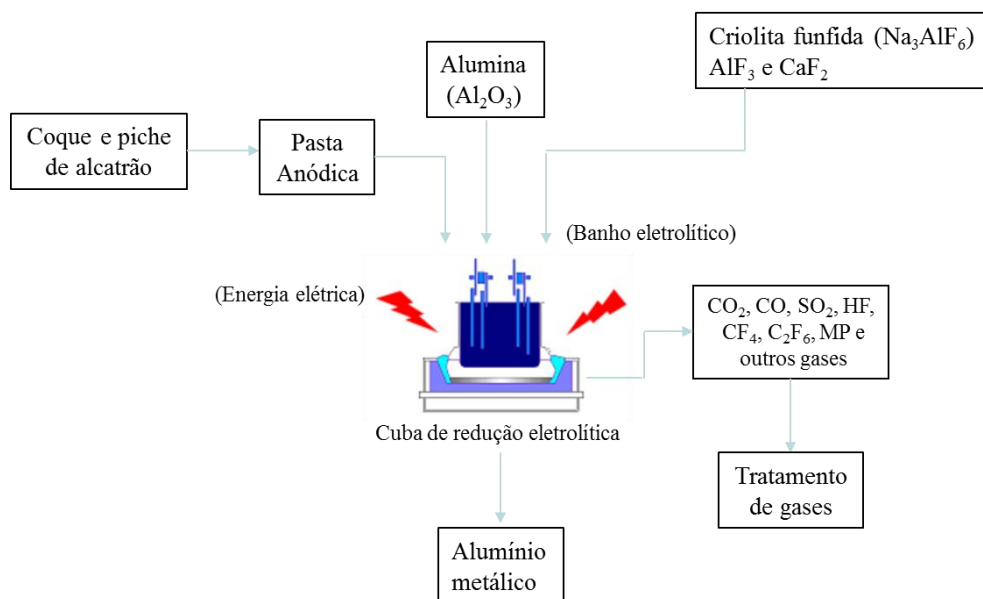 Criolita funfida (Na₃AlF₆)
AlF₃ e CaF₂
Alumina
(Al₂O₃)
Coque e piche
de alcatrão
Pasta
Anódica
(Banho eletrolítico)
(Energia elétrica)
CO₂, CO, SO₂, HF,
CF₄, C₂F₆, MP e
outros gases
Cuba de redução eletrolítica
Tratamento
de gases
Alumínio
metálico